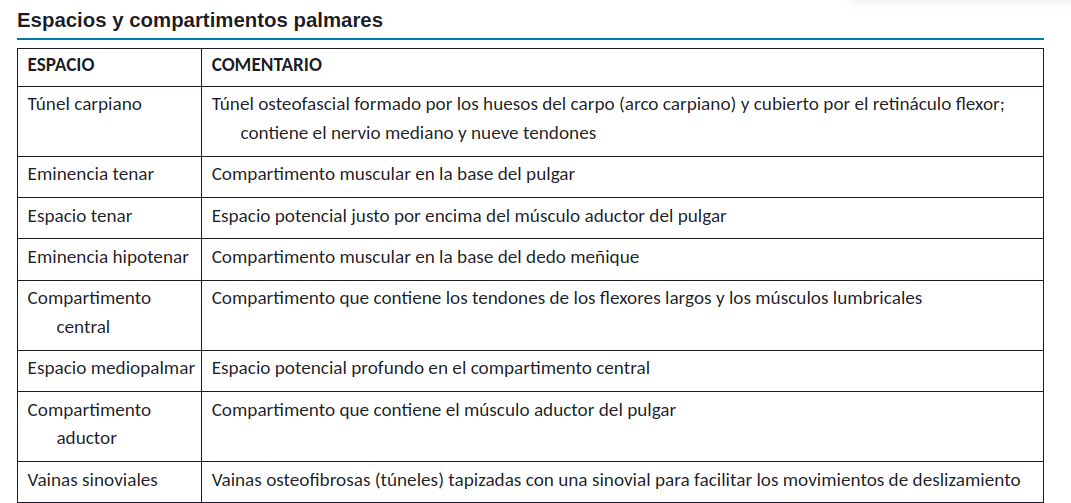 Espacios y compartimentos palmares
ESPACIO COMENTARIO
Túnel carpiano Túnel osteofascial formado por los huesos del carpo (arco carpiano) y cubierto por el retináculo flexor;
contiene el nervio mediano y nueve tendones
Eminencia tenar Compartimento muscular en la base del pulgar
Espacio tenar Espacio potencial justo por encima del músculo aductor del pulgar
Eminencia hipotenar Compartimento muscular en la base del dedo meñique
Compartimento Compartimento que contiene los tendones de los flexores largos y los músculos lumbricales
central
Espacio mediopalmar Espacio potencial profundo en el compartimento central
Compartimento Compartimento que contiene el músculo aductor del pulgar
aductor
Vainas sinoviales Vainas osteofibrosas (túneles) tapizadas con una sinovial para facilitar los movimientos de deslizamiento